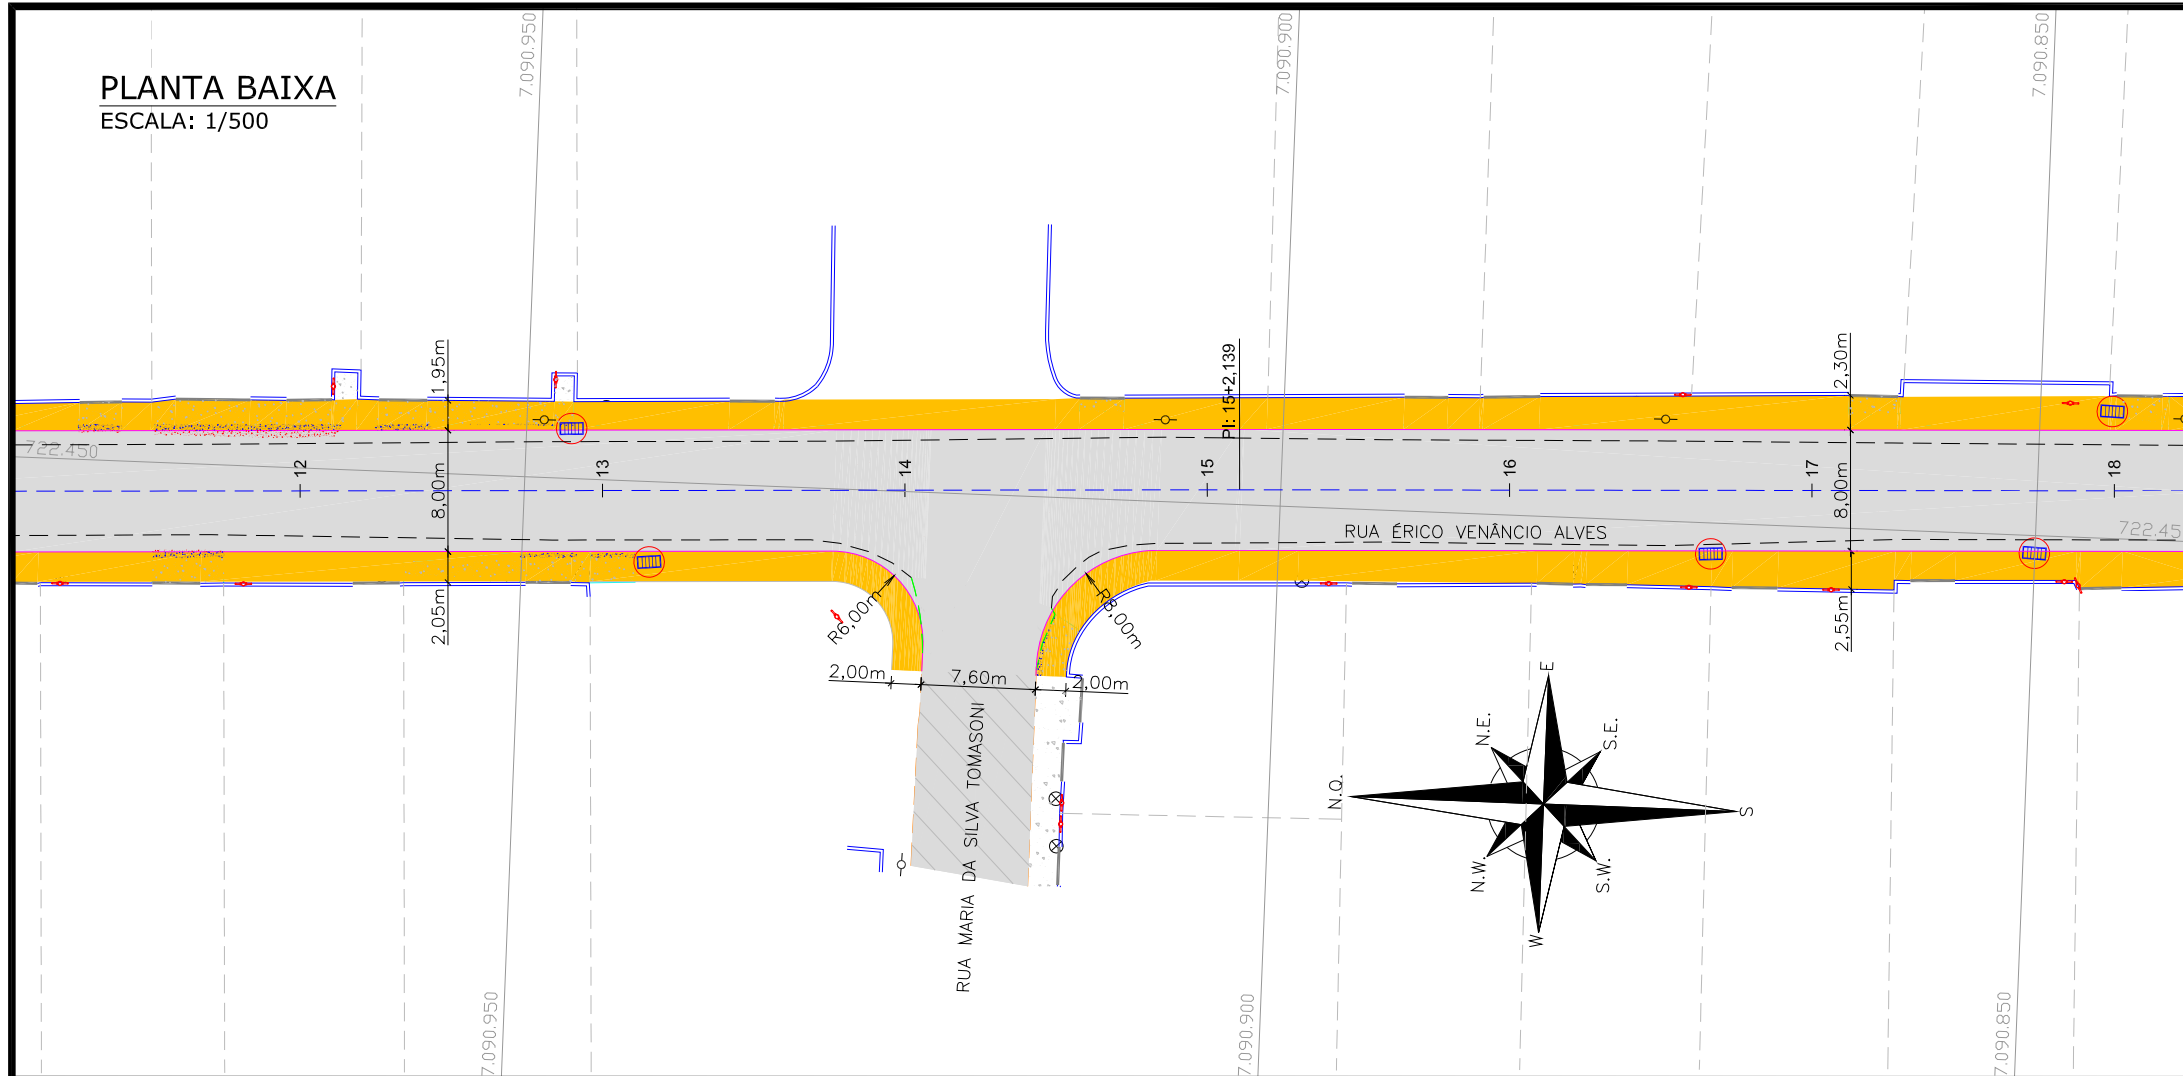 PLANTA BAIXA
ESCALA: 1/500
7.090.950
7.090.900
7.090.850
1,95m
PI: 15+2,139
2,30m
722.450
12
13
14
15
16
17
18
8,00m
8,00m
RUA ÉRICO VENÂNCIO ALVES
722.45
2,05m
R6,00m
R8,00m
2,55m
2,00m
7,60m
2,00m
RUA MARIA DA SILVA TOMASONI
E
N.E.
S.E.
N.Q.
S
N.W.
S.W.
W
7.090.950
7.090.900
7.090.850